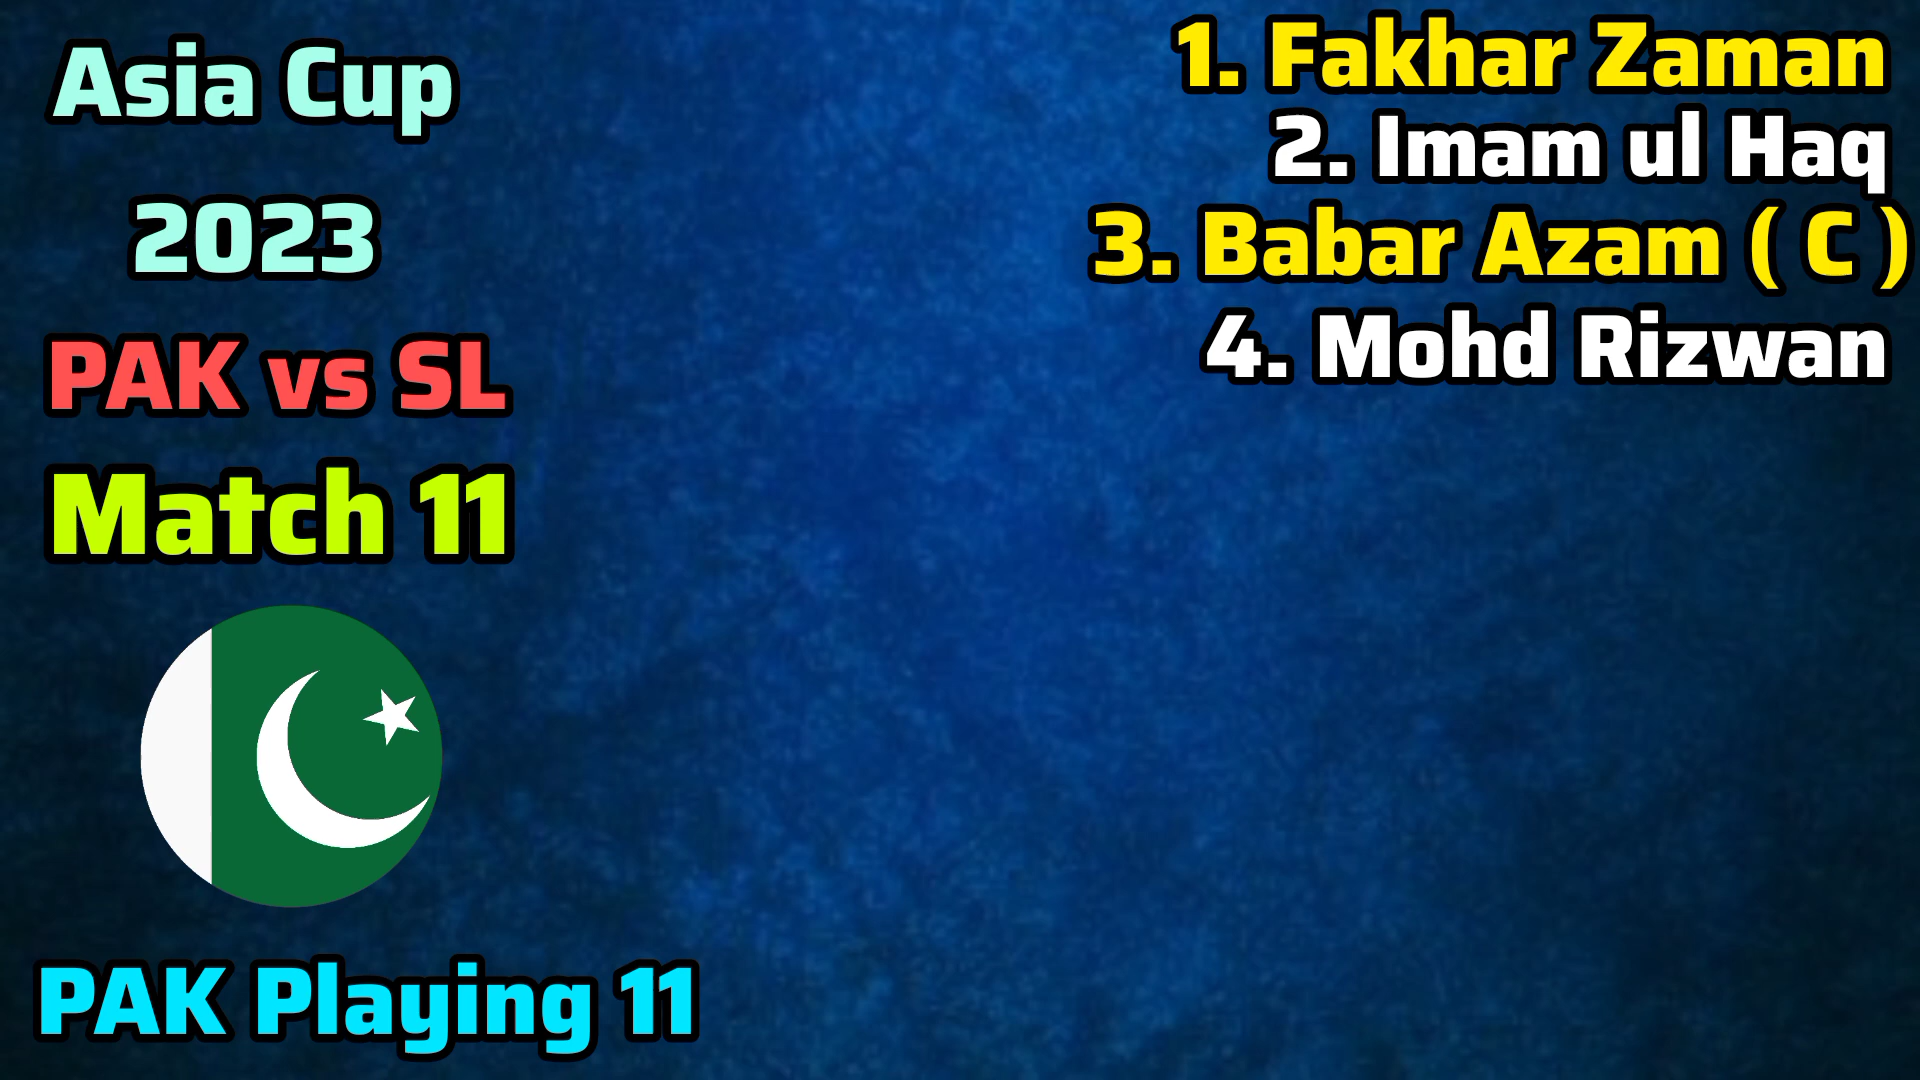 Asia Cup
2023
PAK vs SL
Match 11
PAK Playing 11
1. Fakhar Zaman
2. Imam ul Haq
3. Babar Azam ( C )
4. Mohd Rizwan